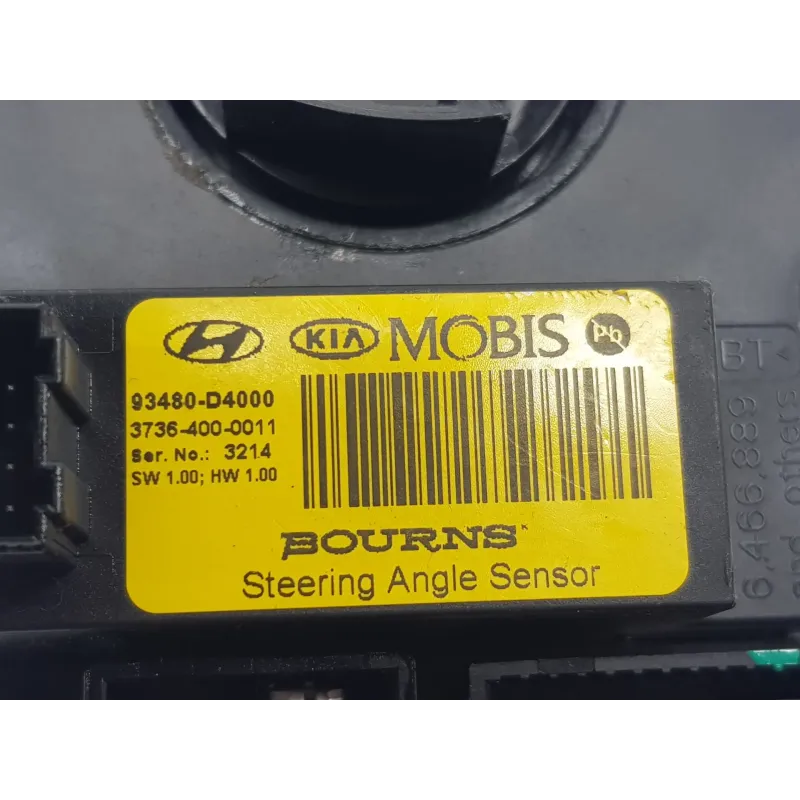 KIA MOBIS Pb
93480-D4000
3736-400-0011
Ser. No.: 3214
SW 1.00; HW 1.00
BOURNS
Steering Angle Sensor
BT
6,466,889
and others